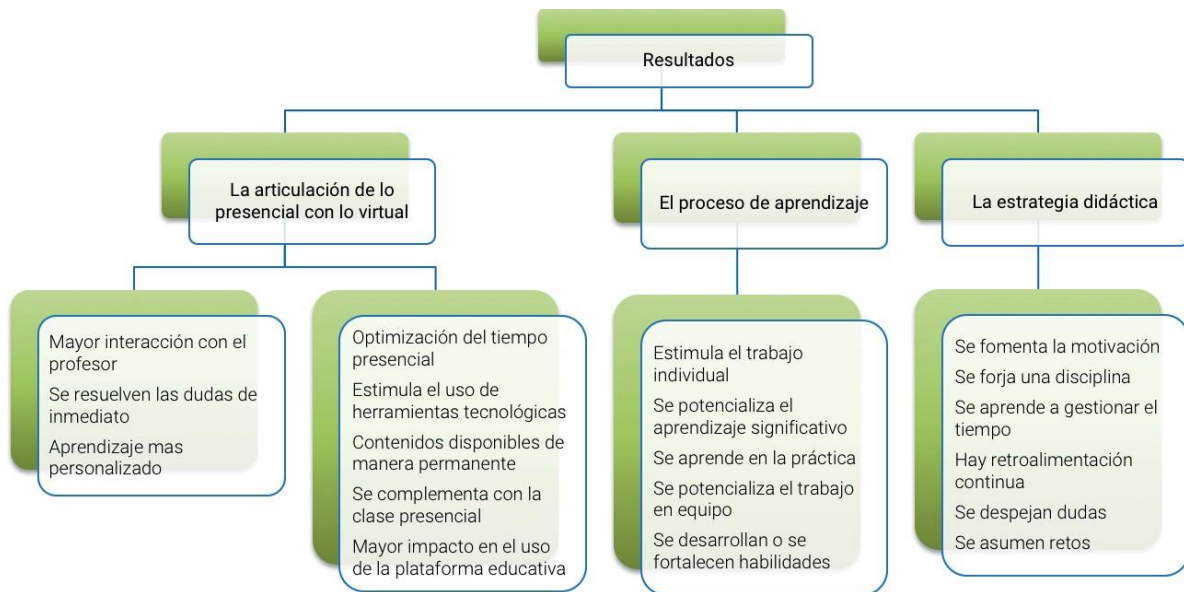 Resultados
La articulación de lo
presencial con lo virtual
El proceso de aprendizaje
La estrategia didáctica
Mayor interacción con el
profesor
Se resuelven las dudas de
inmediato
Aprendizaje mas
personalizado
Optimización del tiempo
presencial
Estimula el uso de
herramientas tecnológicas
Contenidos disponibles de
manera permanente
Se complementa con la
clase presencial
Mayor impacto en el uso
de la plataforma educativa
Estimula el trabajo
individual
Se potencializa el
aprendizaje significativo
Se aprende en la práctica
Se potencializa el trabajo
en equipo
Se desarrollan o se
fortalecen habilidades
Se fomenta la motivación
Se forja una disciplina
Se aprende a gestionar el
tiempo
Hay retroalimentación
continua
Se despejan dudas
Se asumen retos